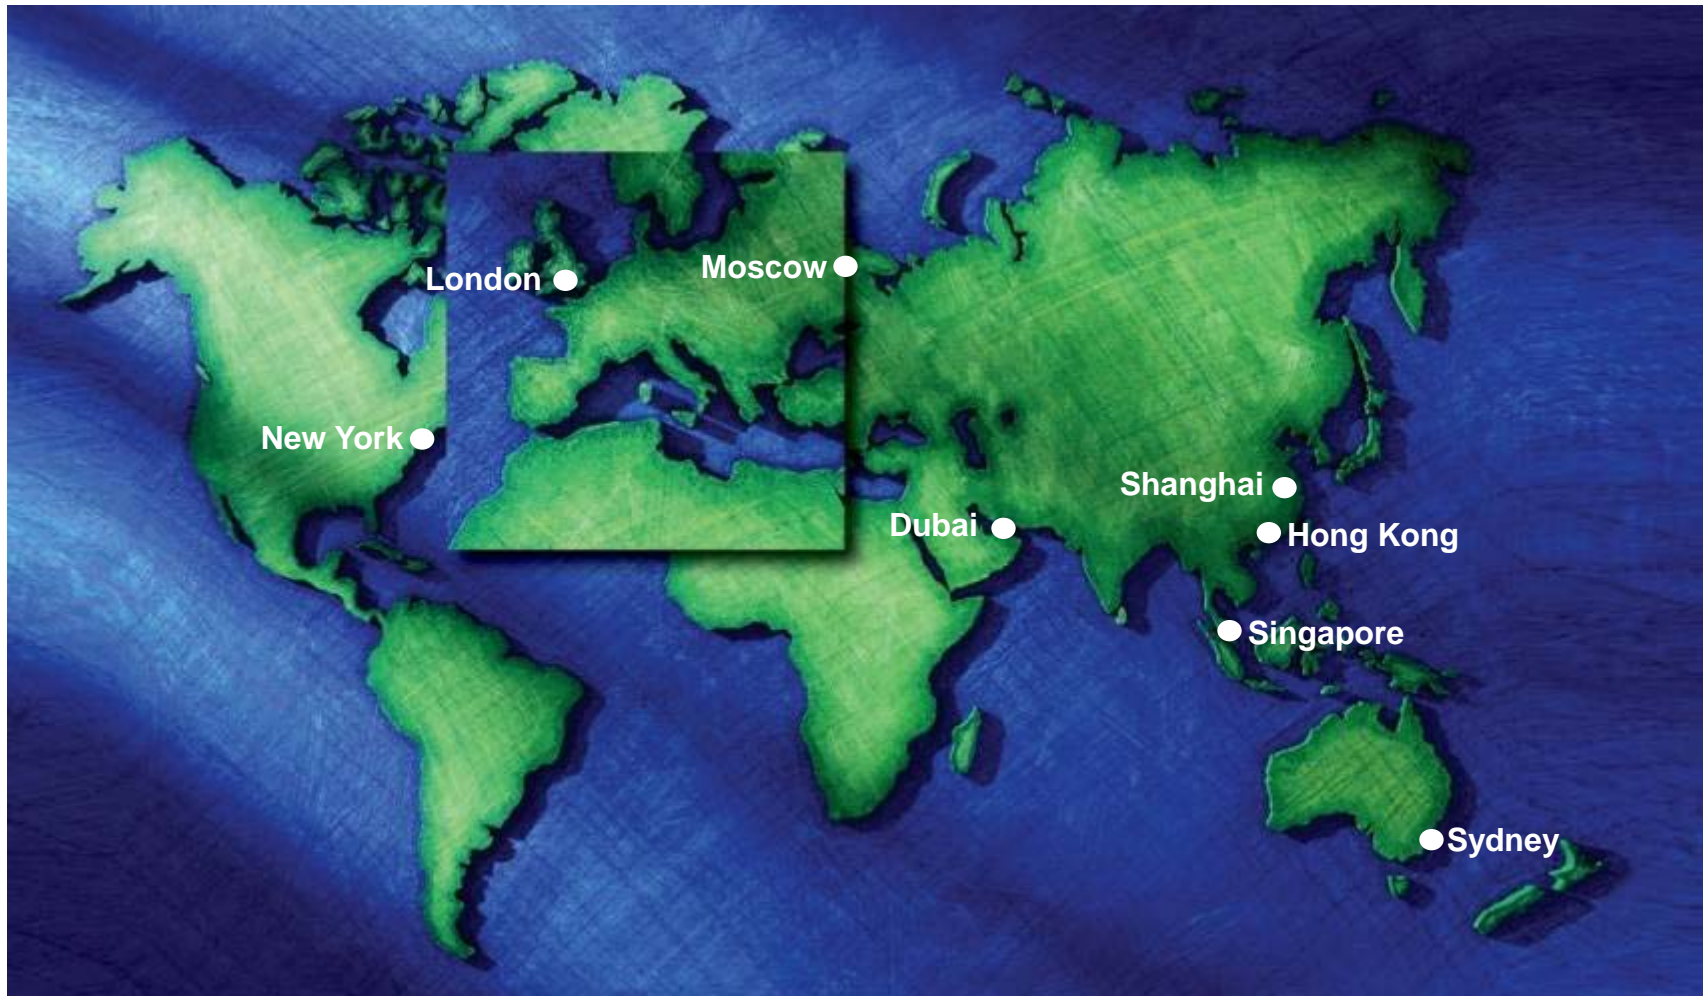 Moscow
London
New York
Shanghai
Dubai
Hong Kong
Singapore
Sydney